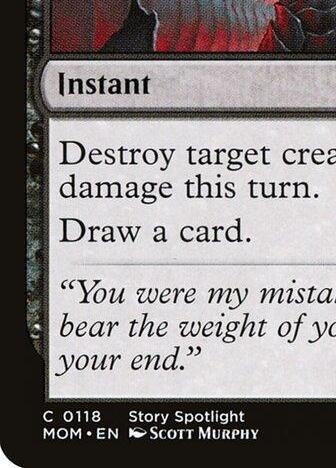 Instant
Destroy target crea
damage this turn.
Draw a card.
“You were my mista
bear the weight of yo
your end.”
C 0118 Story Spotlight
MOM • EN Scott Murphy